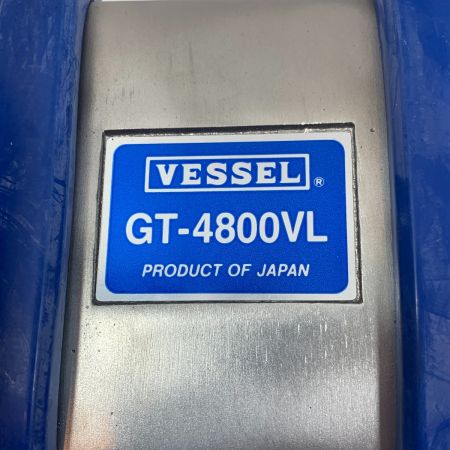 VESSEL®
GT-4800VL
PRODUCT OF JAPAN